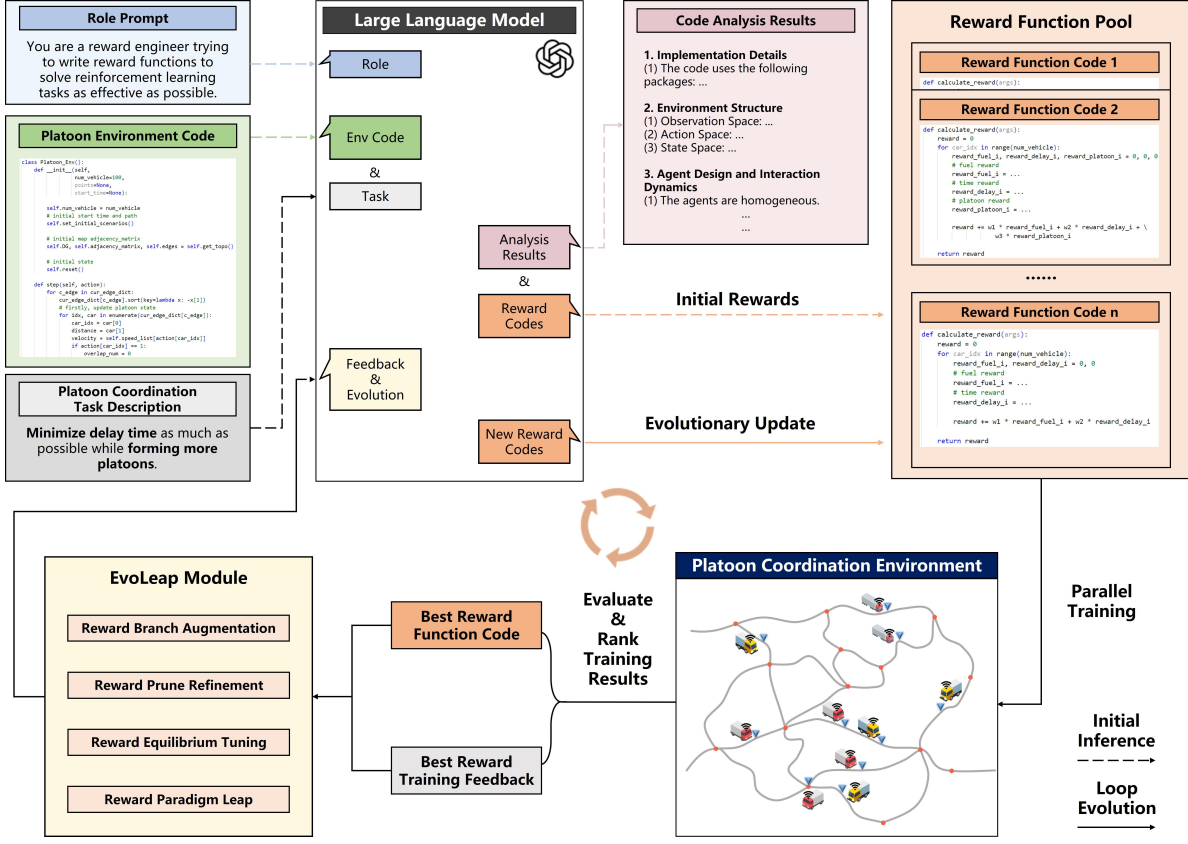 Role Prompt
You are a reward engineer trying
to write reward functions to
solve reinforcement learning
tasks as effective as possible.
Platoon Environment Code
class Platoon_Env():
def __init__(self,
num_vehicle=100,
points=None,
start_time=None):
self.num_vehicle = num_vehicle
# initial start time and path
self.set_initial_scenarios()
# initial map adjacency_matrix
self.DG, self.adjacency_matrix, self.edges = self.get_topo()
# initial state
self.reset()
def step(self, action):
for c_edge in cur_edge_dict:
cur_edge_dict[c_edge].sort(key=lambda x: -x[1])
# firstly, update platoon state
for idx, car in enumerate(cur_edge_dict[c_edge]):
car_idx = car[0]
distance = car[1]
velocity = self.speed_list[action[car_idx]]
if action[car_idx] == 1:
overlap_num = 0
Platoon Coordination
Task Description
Minimize delay time as much as
possible while forming more
platoons.
Large Language Model
Role
Env Code
&
Task
Analysis
Results
&
Reward
Codes
Feedback
&
Evolution
New Reward
Codes
Code Analysis Results
1. Implementation Details
(1) The code uses the following
packages: ...
2. Environment Structure
(1) Observation Space: ...
(2) Action Space: ...
(3) State Space: ...
3. Agent Design and Interaction
Dynamics
(1) The agents are homogeneous.
...
...
Initial Rewards
Evolutionary Update
Reward Function Pool
Reward Function Code 1
def calculate_reward(args):
Reward Function Code 2
def calculate_reward(args):
reward = 0
for car_idx in range(num_vehicle):
reward_fuel_i, reward_delay_i, reward_platoon_i = 0, 0, 0
# fuel reward
reward_fuel_i = ...
# time reward
reward_delay_i = ...
# platoon reward
reward_platoon_i = ...
reward += w1 * reward_fuel_i + w2 * reward_delay_i + \
w3 * reward_platoon_i
return reward
......
Reward Function Code n
def calculate_reward(args):
reward = 0
for car_idx in range(num_vehicle):
reward_fuel_i, reward_delay_i = 0, 0
# fuel reward
reward_fuel_i = ...
# time reward
reward_delay_i = ...
reward += w1 * reward_fuel_i + w2 * reward_delay_i
return reward
EvoLeap Module
Reward Branch Augmentation
Reward Prune Refinement
Reward Equilibrium Tuning
Reward Paradigm Leap
Best Reward
Function Code
Best Reward
Training Feedback
Evaluate
&
Rank
Training
Results
Platoon Coordination Environment
Parallel
Training
Initial
Inference
Loop
Evolution